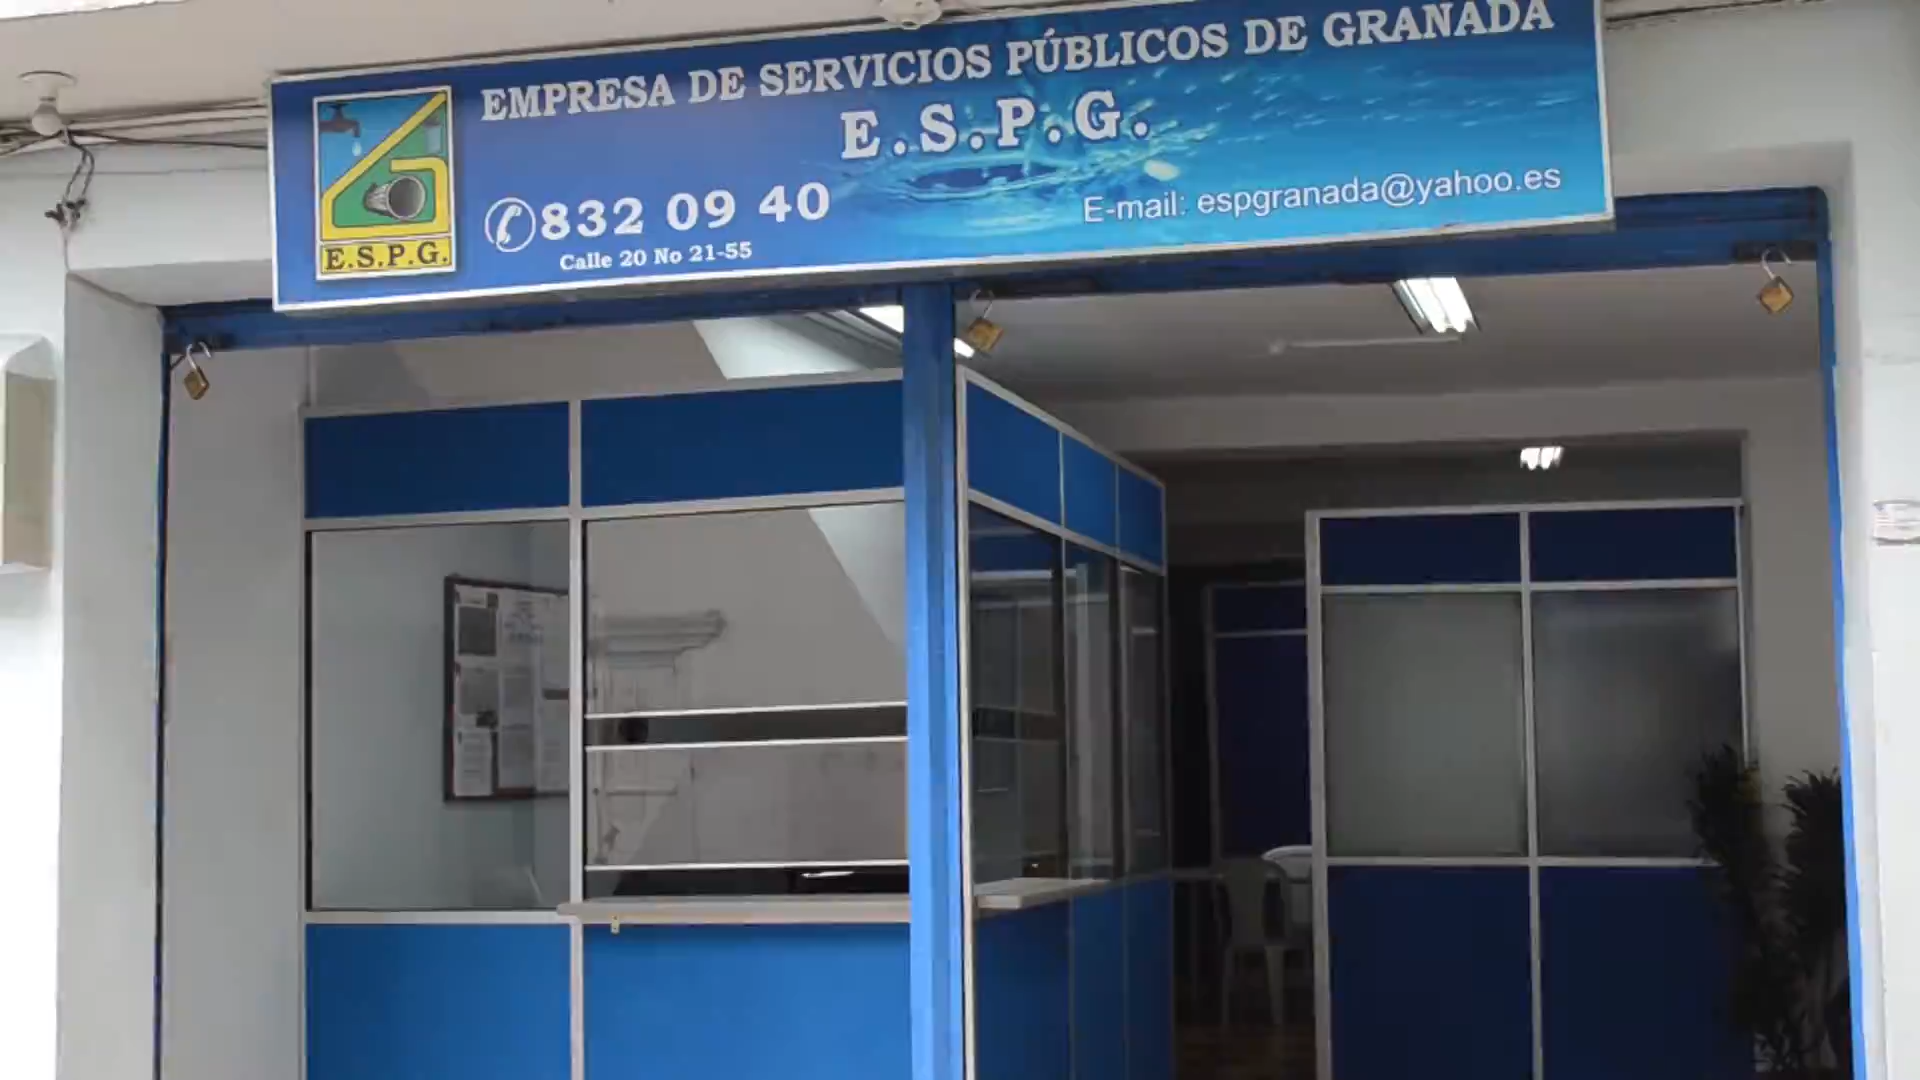 EMPRESA DE SERVICIOS PÚBLICOS DE GRANADA
E.S.P.G.
832 09 40
Calle 20 No 21-55
E-mail: espgranada@yahoo.es
E.S.P.G.